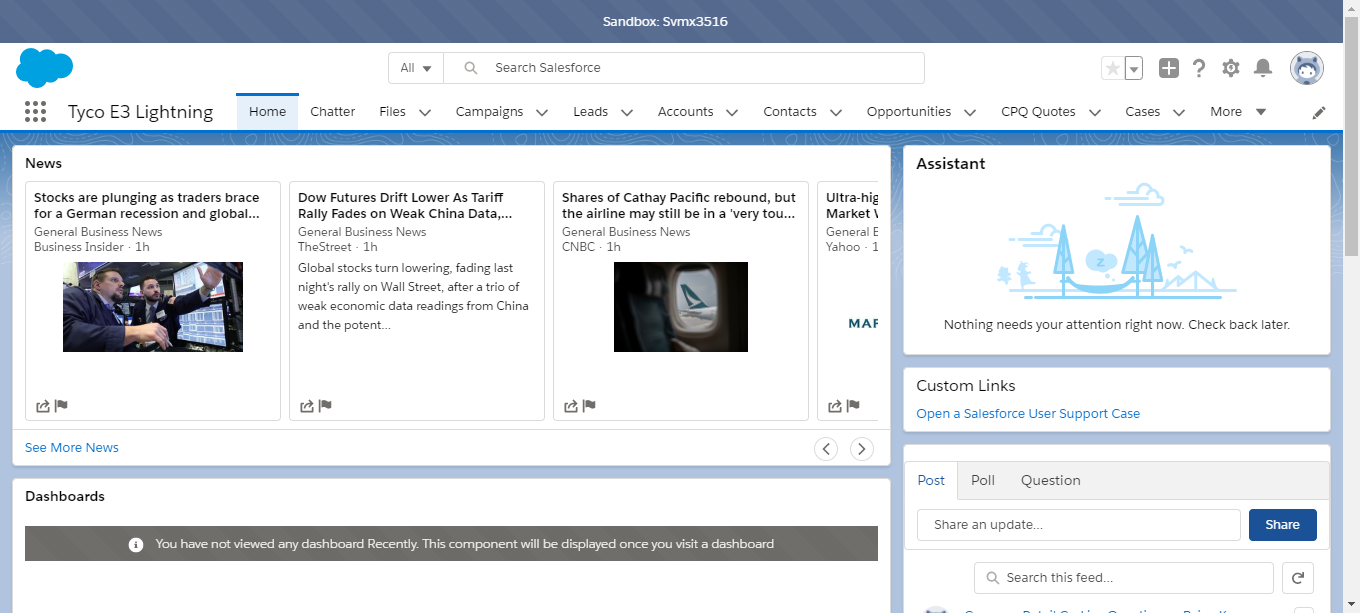 Sandbox: Svmx3516
All
Search Salesforce
Tyco E3 Lightning
Home
Chatter
Files
Campaigns
Leads
Accounts
Contacts
Opportunities
CPQ Quotes
Cases
More
News
Stocks are plunging as traders brace
for a German recession and global...
General Business News
Business Insider · 1h
Dow Futures Drift Lower As Tariff
Rally Fades on Weak China Data,...
General Business News
TheStreet · 1h
Global stocks turn lowering, fading last
night's rally on Wall Street, after a trio of
weak economic data readings from China
and the potent...
Shares of Cathay Pacific rebound, but
the airline may still be in a 'very tou...
General Business News
CNBC · 1h
Ultra-hig
Market
General B
Yahoo · 1
MAR
See More News
Dashboards
You have not viewed any dashboard Recently. This component will be displayed once you visit a dashboard
Assistant
z
Nothing needs your attention right now. Check back later.
Custom Links
Open a Salesforce User Support Case
Post
Poll
Question
Share an update...
Share
Search this feed...